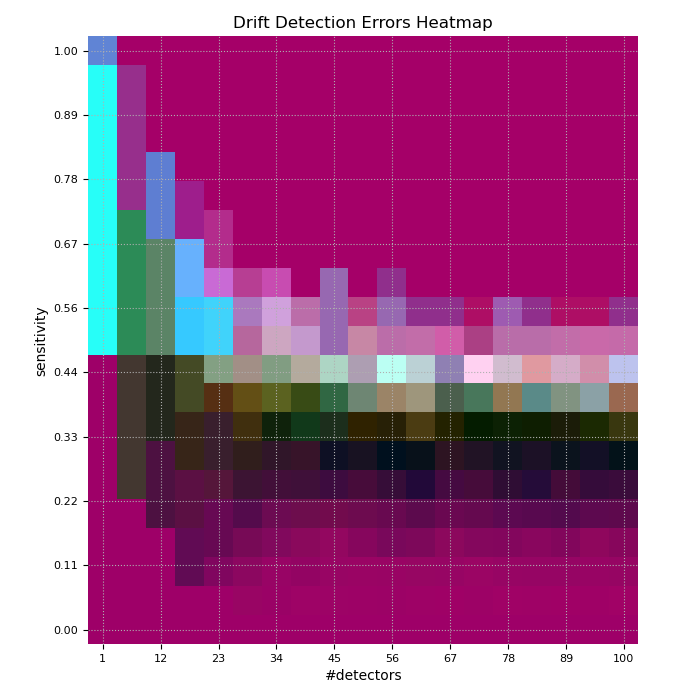 Drift Detection Errors Heatmap
sensitivity
1.00
0.89
0.78
0.67
0.56
0.44
0.33
0.22
0.11
0.00
1 12 23 34 45 56 67 78 89 100
#detectors